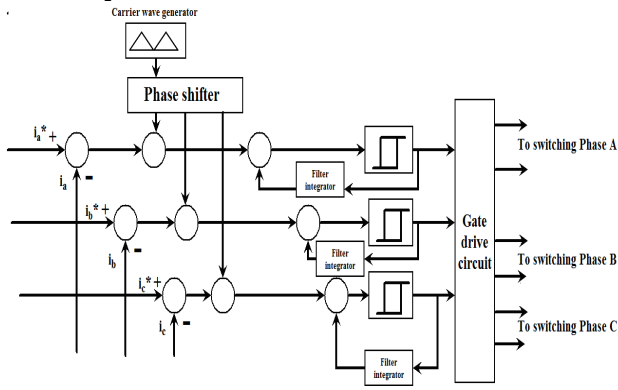 Carrier wave generator
Phase shifter
ia* +
ia -
Filter
integrator
To switching Phase A
ib* +
ib -
Filter
integrator
Gate
drive
circuit
To switching Phase B
ic* +
ic -
Filter
integrator
To switching Phase C